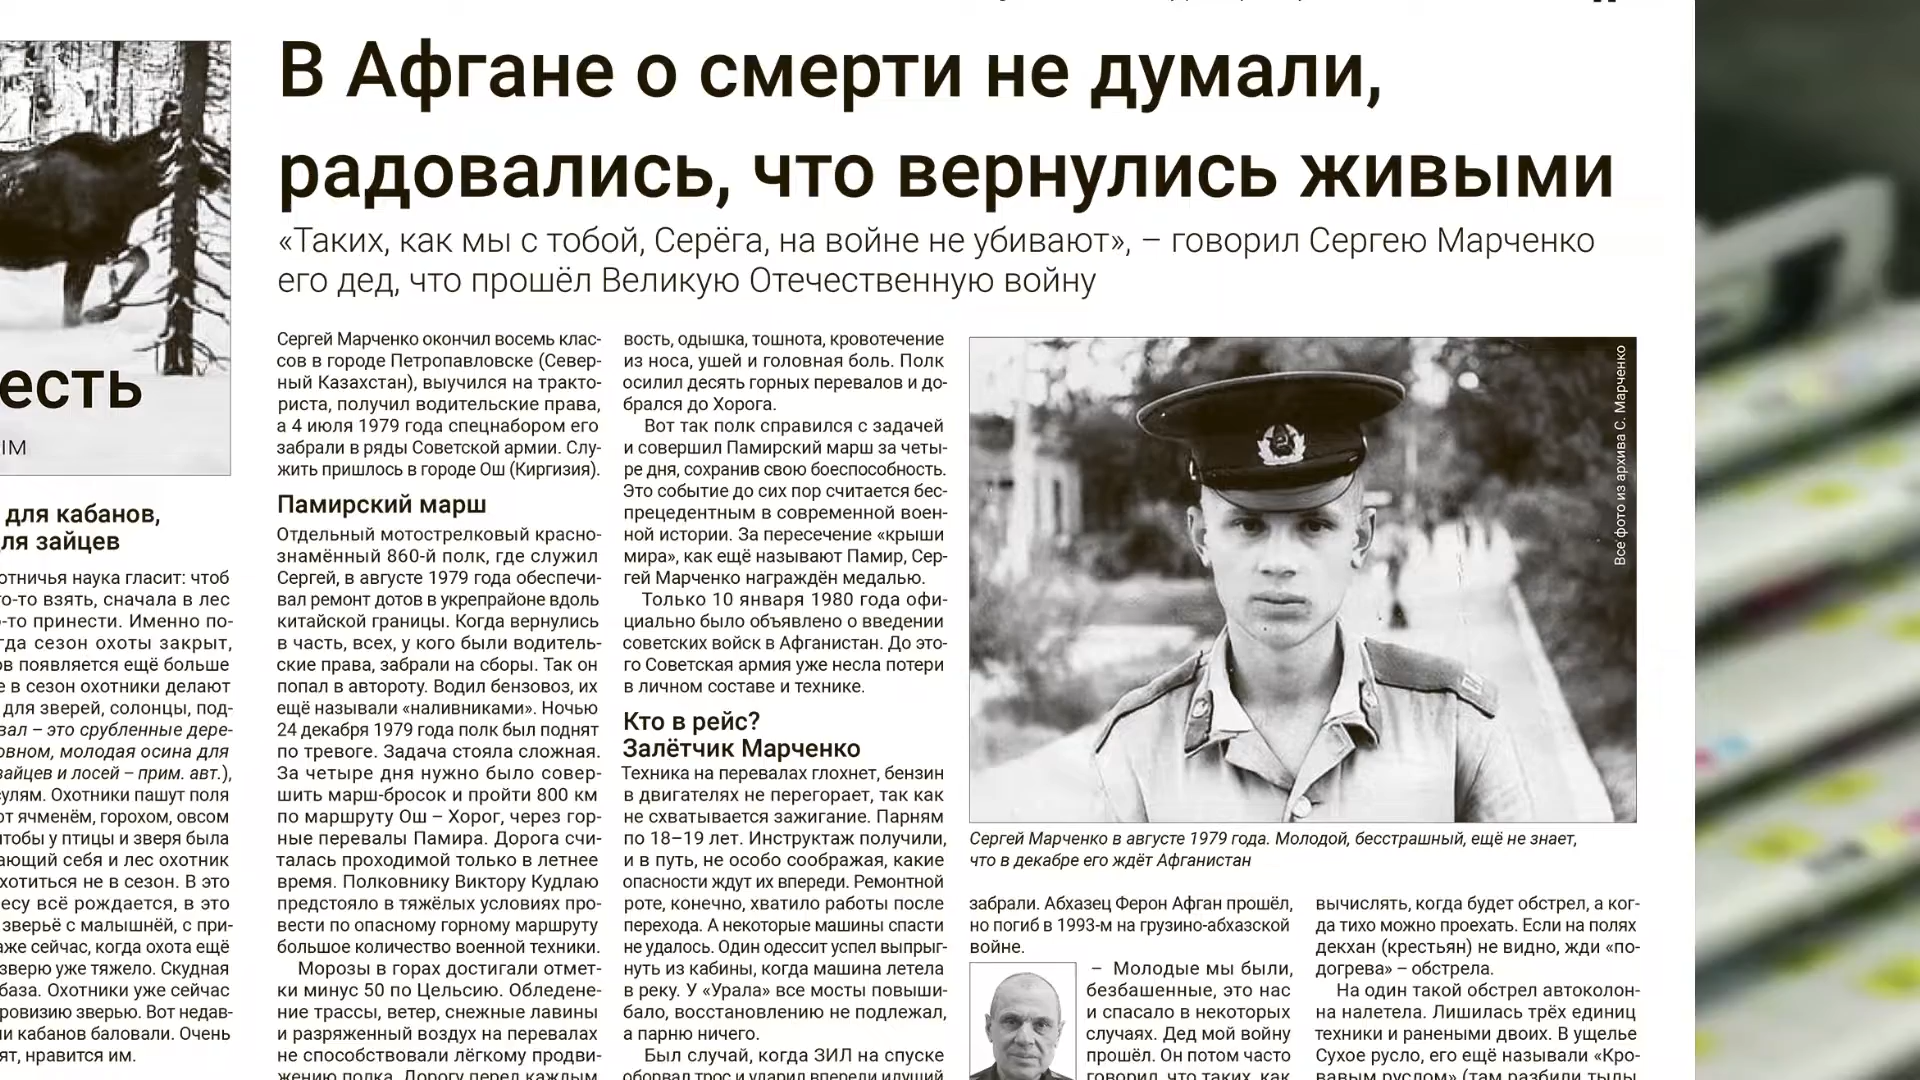 В Афгане о смерти не думали,
радовались, что вернулись живыми
«Таких, как мы с тобой, Серёга, на войне не убивают», – говорил Сергею Марченко
его дед, что прошёл Великую Отечественную войну
есть
для кабанов,
зайцев
гласит: чтоб
взять, сначала в лес
принести. Именно по-
сезон охоты закрыт,
появляется ещё больше
в сезон охотники делают
для зверей, солонцы, под-
– это срубленные дере-
молодая осина для
зайцев и лосей – прим. авт.),
Охотники пашут поля
ячменём, горохом, овсом
чтобы у птицы и зверя была
себя и лес охотник
не в сезон. В это
всё рождается, в это
зверьё с малышнёй, с при-
сейчас, когда охота ещё
зверю уже тяжело. Скудная
база. Охотники уже сейчас
зверью. Вот недав-
кабанов баловали. Очень
нравится им.
Сергей Марченко окончил восемь клас-
сов в городе Петропавловске (Север-
ный Казахстан), выучился на тракто-
риста, получил водительские права,
а 4 июля 1979 года спецнабором его
забрали в ряды Советской армии. Слу-
жить пришлось в городе Ош (Киргизия).
Памирский марш
Отдельный мотострелковый красно-
знамённый 860-й полк, где служил
Сергей, в августе 1979 года обеспечи-
вал ремонт дотов в укрепрайоне вдоль
китайской границы. Когда вернулись
в часть, всех, у кого были водитель-
ские права, забрали на сборы. Так он
попал в автороту. Водил бензовоз, их
ещё называли «наливниками». Ночью
24 декабря 1979 года полк был поднят
по тревоге. Задача стояла сложная.
За четыре дня нужно было совер-
шить марш-бросок и пройти 800 км
по маршруту Ош – Хорог, через гор-
ные перевалы Памира. Дорога счи-
талась проходимой только в летнее
время. Полковнику Виктору Кудлаю
предстояло в тяжёлых условиях про-
вести по опасному горному маршруту
большое количество военной техники.
Морозы в горах достигали отмет-
ки минус 50 по Цельсию. Обледене-
ние трассы, ветер, снежные лавины
и разряженный воздух на перевалах
не способствовали лёгкому продви-
жению полка. Дорогу перед каждым
вость, одышка, тошнота, кровотечение
из носа, ушей и головная боль. Полк
осилил десять горных перевалов и до-
брался до Хорога.
Вот так полк справился с задачей
и совершил Памирский марш за четы-
ре дня, сохранив свою боеспособность.
Это событие до сих пор считается бес-
прецедентным в современной воен-
ной истории. За пересечение «крыши
мира», как ещё называют Памир, Сер-
гей Марченко награждён медалью.
Только 10 января 1980 года офи-
циально было объявлено о введении
советских войск в Афганистан. До это-
го Советская армия уже несла потери
в личном составе и технике.
Кто в рейс?
Залётчик Марченко
Техника на перевалах глохнет, бензин
в двигателях не перегорает, так как
не схватывается зажигание. Парням
по 18–19 лет. Инструктаж получили,
и в путь, не особо соображая, какие
опасности ждут их впереди. Ремонтной
роте, конечно, хватило работы после
перехода. А некоторые машины спасти
не удалось. Один одессит успел выпрыг-
нуть из кабины, когда машина летела
в реку. У «Урала» все мосты повыши-
бало, восстановлению не подлежал,
а парню ничего.
Был случай, когда ЗИЛ на спуске
оборвал трос и ударил впереди идущий
Все фото из архива С. Марченко
Сергей Марченко в августе 1979 года. Молодой, бесстрашный, ещё не знает,
что в декабре его ждёт Афганистан
забрали. Абхазец Ферон Афган прошёл,
но погиб в 1993-м на грузино-абхазской
войне.
– Молодые мы были,
безбашенные, это нас
и спасало в некоторых
случаях. Дед мой войну
прошёл. Он потом часто
говорил, что таких, как
вычислять, когда будет обстрел, а ког-
да тихо можно проехать. Если на полях
декхан (крестьян) не видно, жди «по-
догрева» – обстрела.
На один такой обстрел автоколон-
на налетела. Лишилась трёх единиц
техники и ранеными двоих. В ущелье
Сухое русло, его ещё называли «Кро-
вавым руслом» (там разбили тылы